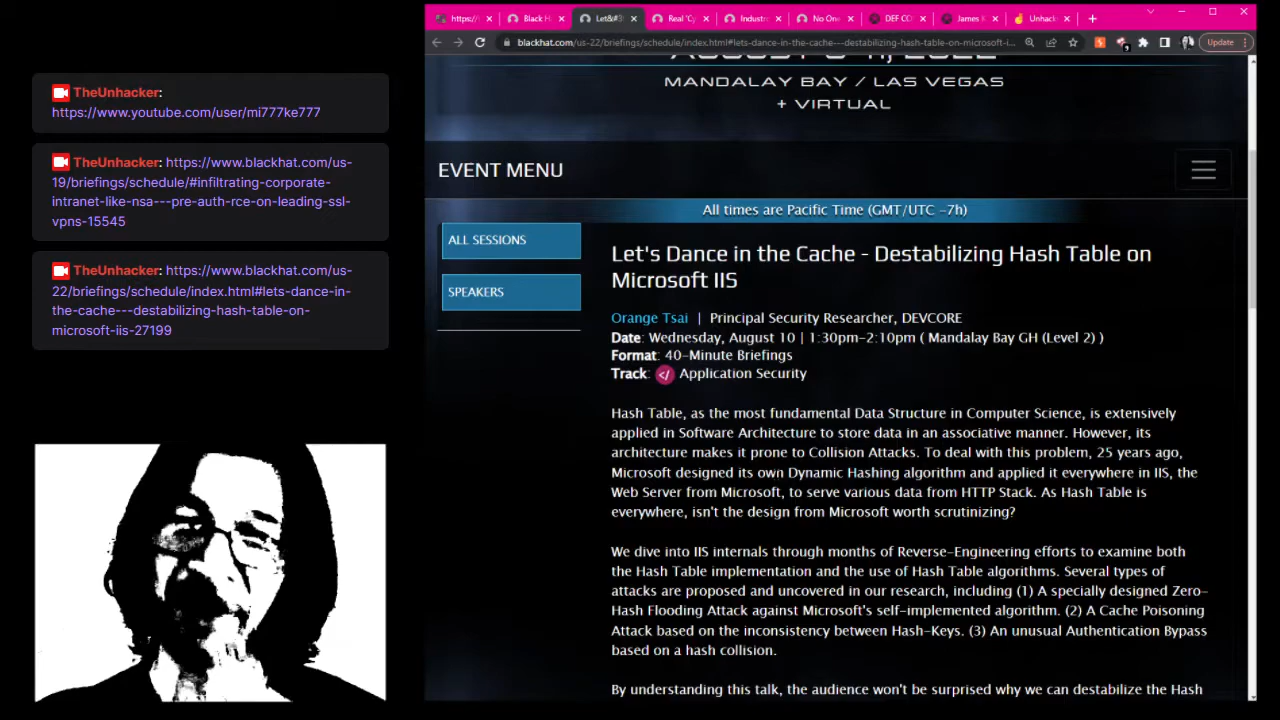 TheUnhacker:
https://www.youtube.com/user/mi777ke777
TheUnhacker: https://www.blackhat.com/us-
19/briefings/schedule/#infiltrating-corporate-
intranet-like-nsa---pre-auth-rce-on-leading-ssl-
vpns-15545
TheUnhacker: https://www.blackhat.com/us-
22/briefings/schedule/index.html#lets-dance-in-
the-cache---destabilizing-hash-table-on-
microsoft-iis-27199
https:// Black H Let&#3 Real 'Cy Industr No One DEF CO James K Unhack
blackhat.com/us-22/briefings/schedule/index.html#lets-dance-in-the-cache---destabilizing-hash-table-on-microsoft-i...
Update
MANDALAY BAY / LAS VEGAS
+ VIRTUAL
EVENT MENU
All times are Pacific Time (GMT/UTC -7h)
ALL SESSIONS
SPEAKERS
Let's Dance in the Cache - Destabilizing Hash Table on
Microsoft IIS
Orange Tsai | Principal Security Researcher, DEVCORE
Date: Wednesday, August 10 | 1:30pm-2:10pm ( Mandalay Bay GH (Level 2) )
Format: 40-Minute Briefings
Track: </> Application Security
Hash Table, as the most fundamental Data Structure in Computer Science, is extensively
applied in Software Architecture to store data in an associative manner. However, its
architecture makes it prone to Collision Attacks. To deal with this problem, 25 years ago,
Microsoft designed its own Dynamic Hashing algorithm and applied it everywhere in IIS, the
Web Server from Microsoft, to serve various data from HTTP Stack. As Hash Table is
everywhere, isn't the design from Microsoft worth scrutinizing?
We dive into IIS internals through months of Reverse-Engineering efforts to examine both
the Hash Table implementation and the use of Hash Table algorithms. Several types of
attacks are proposed and uncovered in our research, including (1) A specially designed Zero-
Hash Flooding Attack against Microsoft's self-implemented algorithm. (2) A Cache Poisoning
Attack based on the inconsistency between Hash-Keys. (3) An unusual Authentication Bypass
based on a hash collision.
By understanding this talk, the audience won't be surprised why we can destabilize the Hash